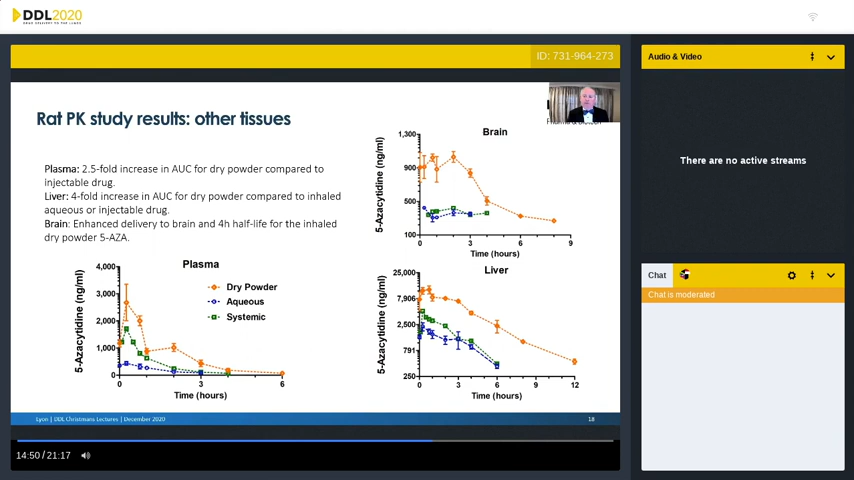 DDL2020
DRUG DELIVERY TO THE LUNGS
ID: 731-964-273
Audio & Video
Rat PK study results: other tissues
Plasma: 2.5-fold increase in AUC for dry powder compared to
injectable drug.
Liver: 4-fold increase in AUC for dry powder compared to inhaled
aqueous or injectable drug.
Brain: Enhanced delivery to brain and 4h half-life for the inhaled
dry powder 5-AZA.
Brain
5-Azacytidine (ng/ml)
1,300
900
500
100
0 3 6 9
Time (hours)
Plasma
5-Azacytidine (ng/ml)
4,000
3,000
2,000
1,000
0
0 3 6
Time (hours)
Dry Powder
Aqueous
Systemic
Liver
5-Azacytidine (ng/ml)
25,000
7,906
2,500
791
250
0 3 6 9 12
Time (hours)
Lyon | DDL Christmas Lectures | December 2020
18
14:50 / 21:17
There are no active streams
Chat
Chat is moderated